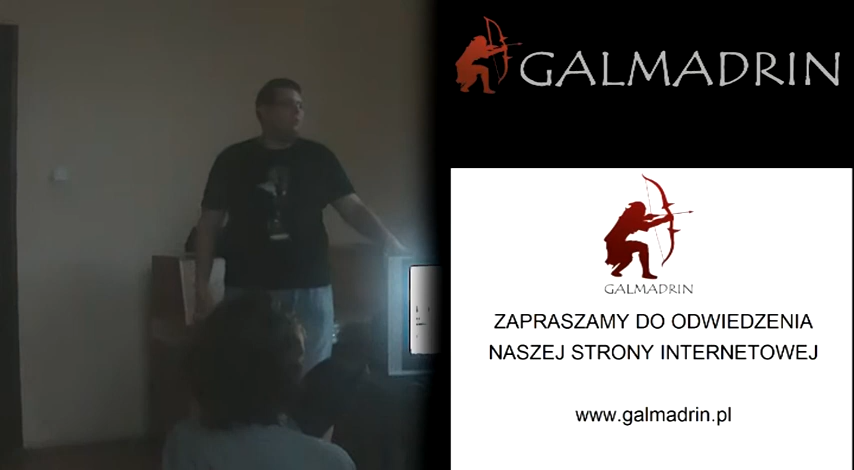 GALMADRIN
GALMADRIN
ZAPRASZAMY DO ODWIEDZENIA
NASZEJ STRONY INTERNETOWEJ
www.galmadrin.pl